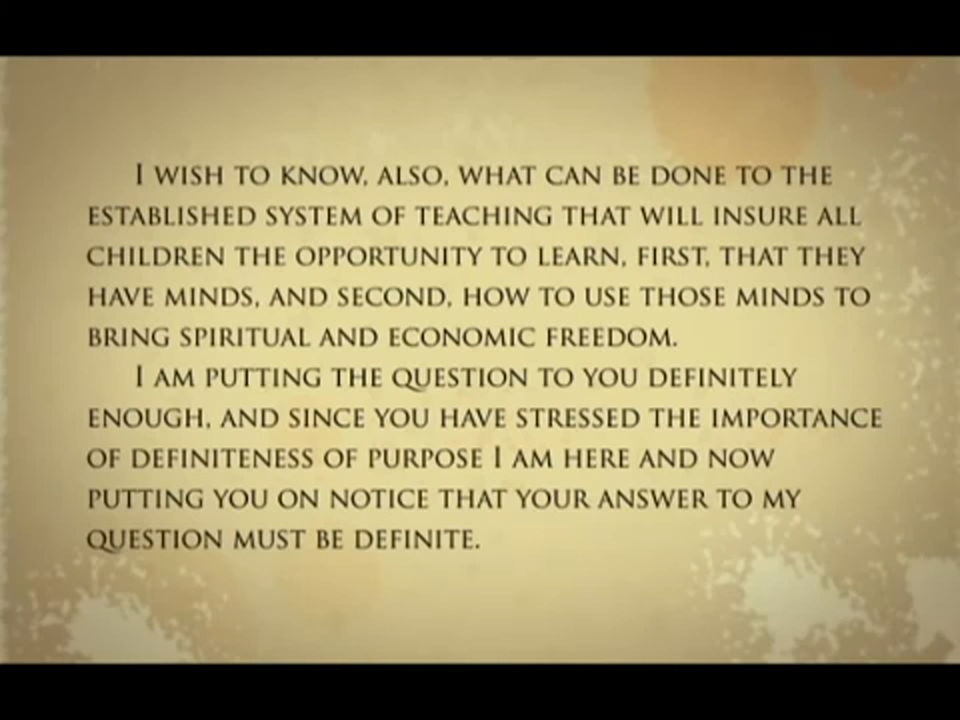 I WISH TO KNOW, ALSO, WHAT CAN BE DONE TO THE
ESTABLISHED SYSTEM OF TEACHING THAT WILL INSURE ALL
CHILDREN THE OPPORTUNITY TO LEARN, FIRST, THAT THEY
HAVE MINDS, AND SECOND, HOW TO USE THOSE MINDS TO
BRING SPIRITUAL AND ECONOMIC FREEDOM.
I AM PUTTING THE QUESTION TO YOU DEFINITELY
ENOUGH, AND SINCE YOU HAVE STRESSED THE IMPORTANCE
OF DEFINITENESS OF PURPOSE I AM HERE AND NOW
PUTTING YOU ON NOTICE THAT YOUR ANSWER TO MY
QUESTION MUST BE DEFINITE.